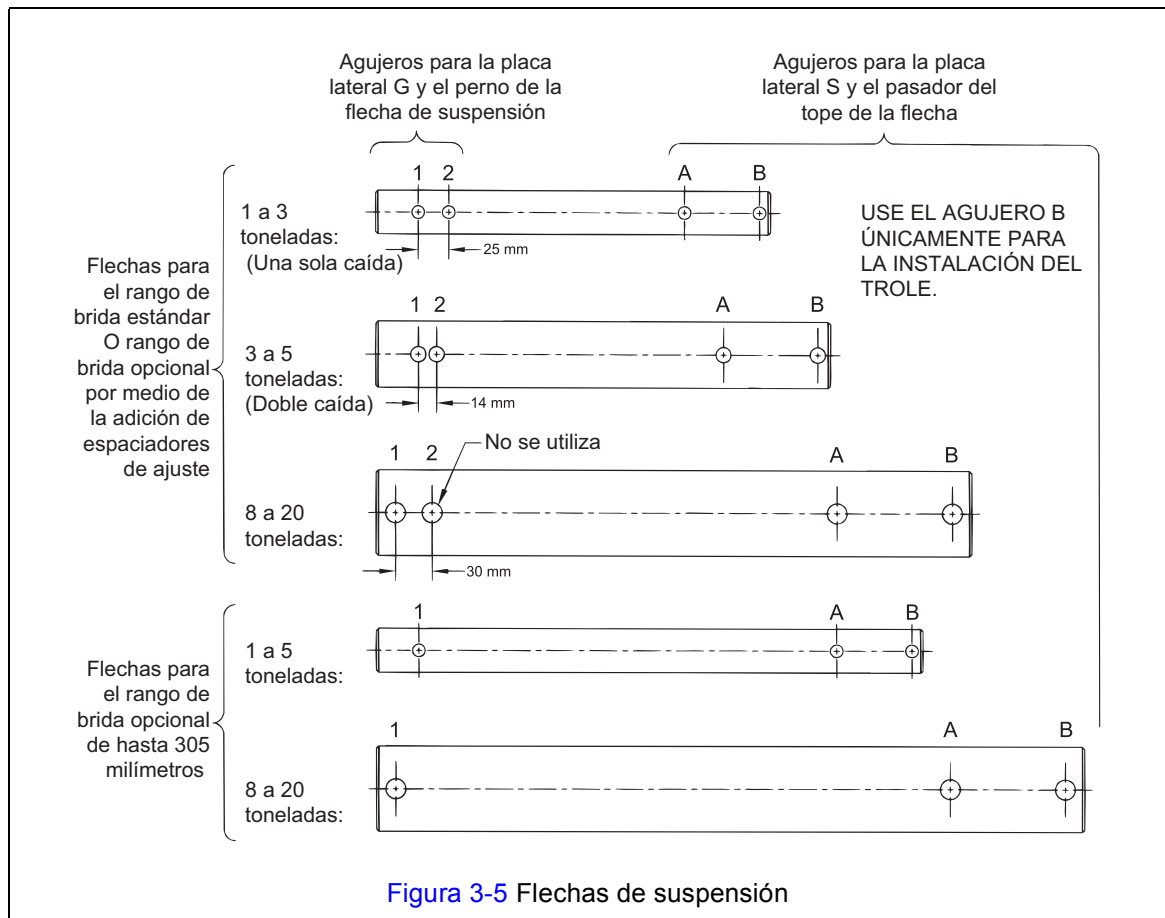 Agujeros para la placa
lateral G y el perno de la
flecha de suspensión
Agujeros para la placa
lateral S y el pasador del
tope de la flecha
Flechas para
el rango de
brida estándar
O rango de
brida opcional
por medio de
la adición de
espaciadores
de ajuste
1 2 A B
1 a 3
toneladas:
(Una sola caída)
25 mm
USE EL AGUJERO B
ÚNICAMENTE PARA
LA INSTALACIÓN DEL
TROLE.
1 2 A B
3 a 5
toneladas:
(Doble caída)
14 mm
No se utiliza
1 2 A B
8 a 20
toneladas:
30 mm
Flechas para
el rango de
brida opcional
de hasta 305
milímetros
1 A B
1 a 5
toneladas:
1 A B
8 a 20
toneladas:
Figura 3-5 Flechas de suspensión